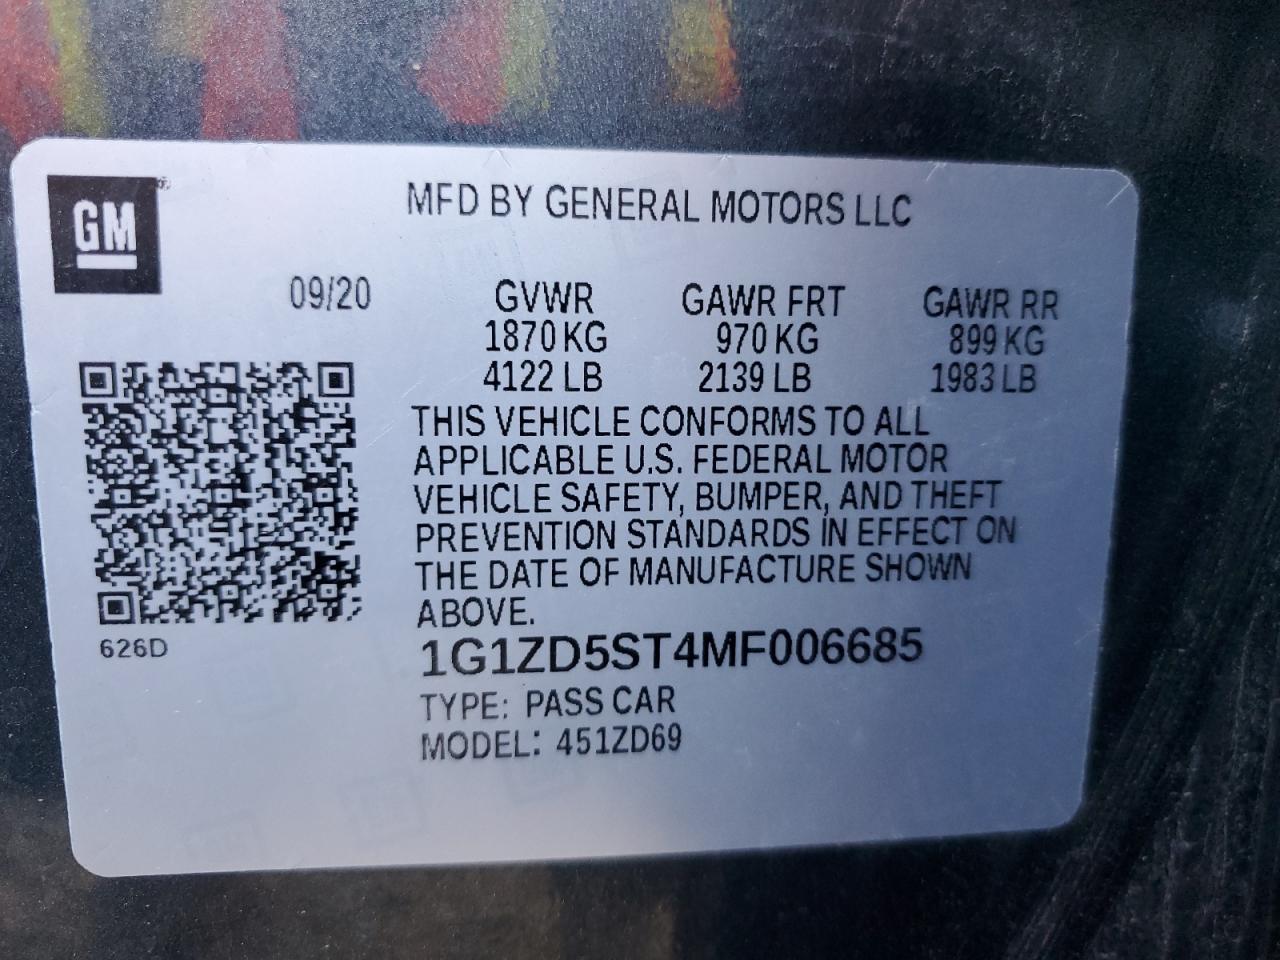 GM
MFD BY GENERAL MOTORS LLC
09/20
GVWR GAWR FRT GAWR RR
1870 KG 970 KG 899 KG
4122 LB 2139 LB 1983 LB
THIS VEHICLE CONFORMS TO ALL
APPLICABLE U.S. FEDERAL MOTOR
VEHICLE SAFETY, BUMPER, AND THEFT
PREVENTION STANDARDS IN EFFECT ON
THE DATE OF MANUFACTURE SHOWN
ABOVE.
626D
1G1ZD5ST4MF006685
TYPE: PASS CAR
MODEL: 451ZD69